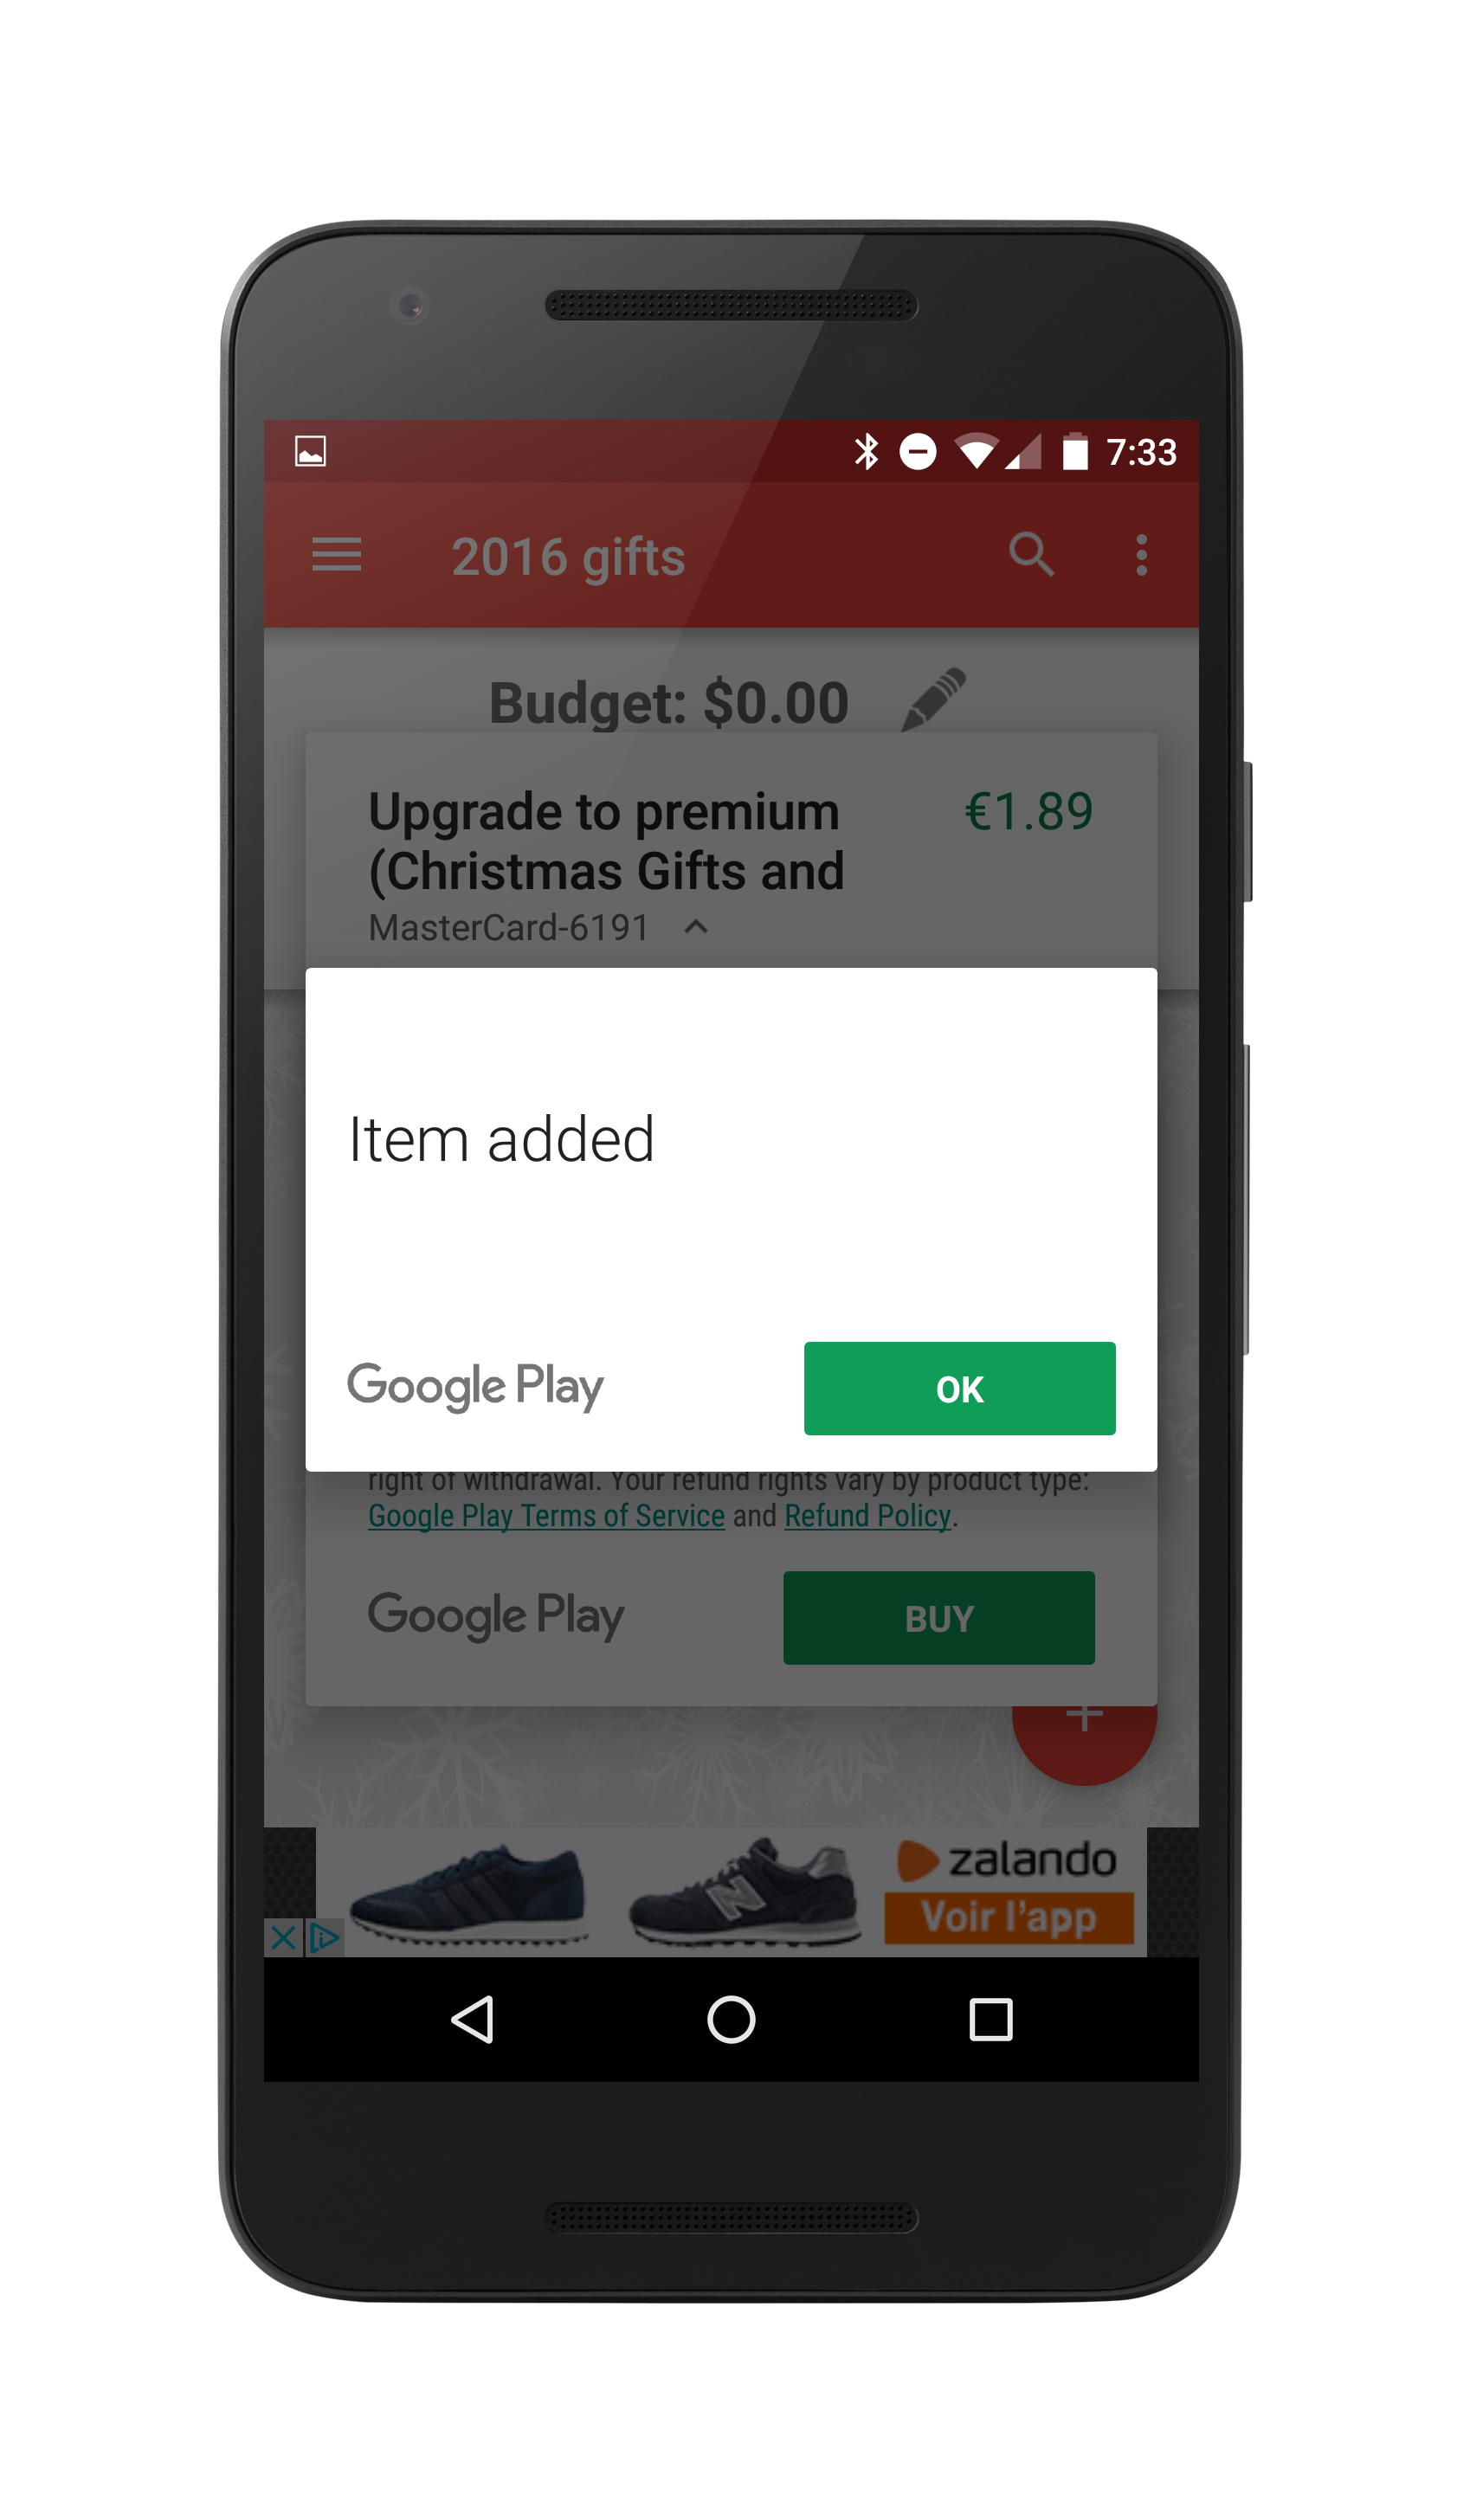 7:33
2016 gifts
Budget: $0.00
Upgrade to premium €1.89
(Christmas Gifts and
MasterCard-6191
Item added
Google Play OK
right of withdrawal. Your refund rights vary by product type:
Google Play Terms of Service and Refund Policy.
Google Play BUY
zalando
Voir l'app